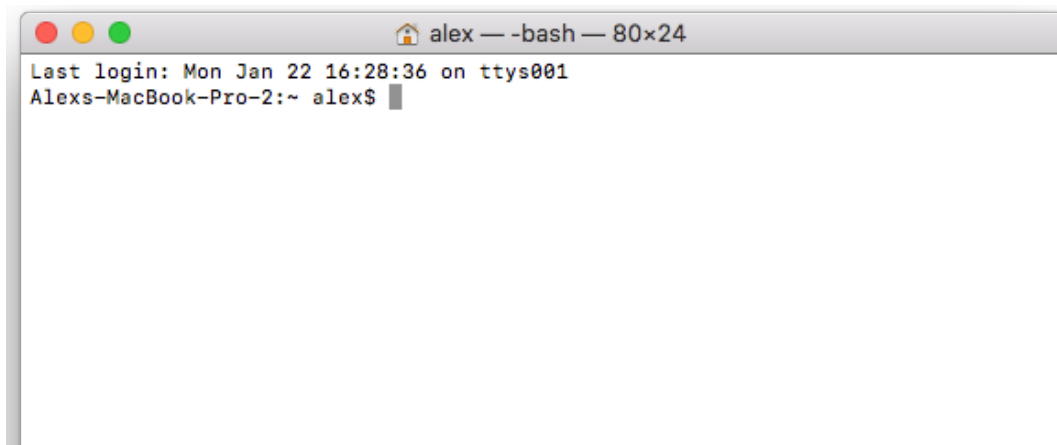 alex — -bash — 80×24
Last login: Mon Jan 22 16:28:36 on ttys001
Alexs-MacBook-Pro-2:~ alex$